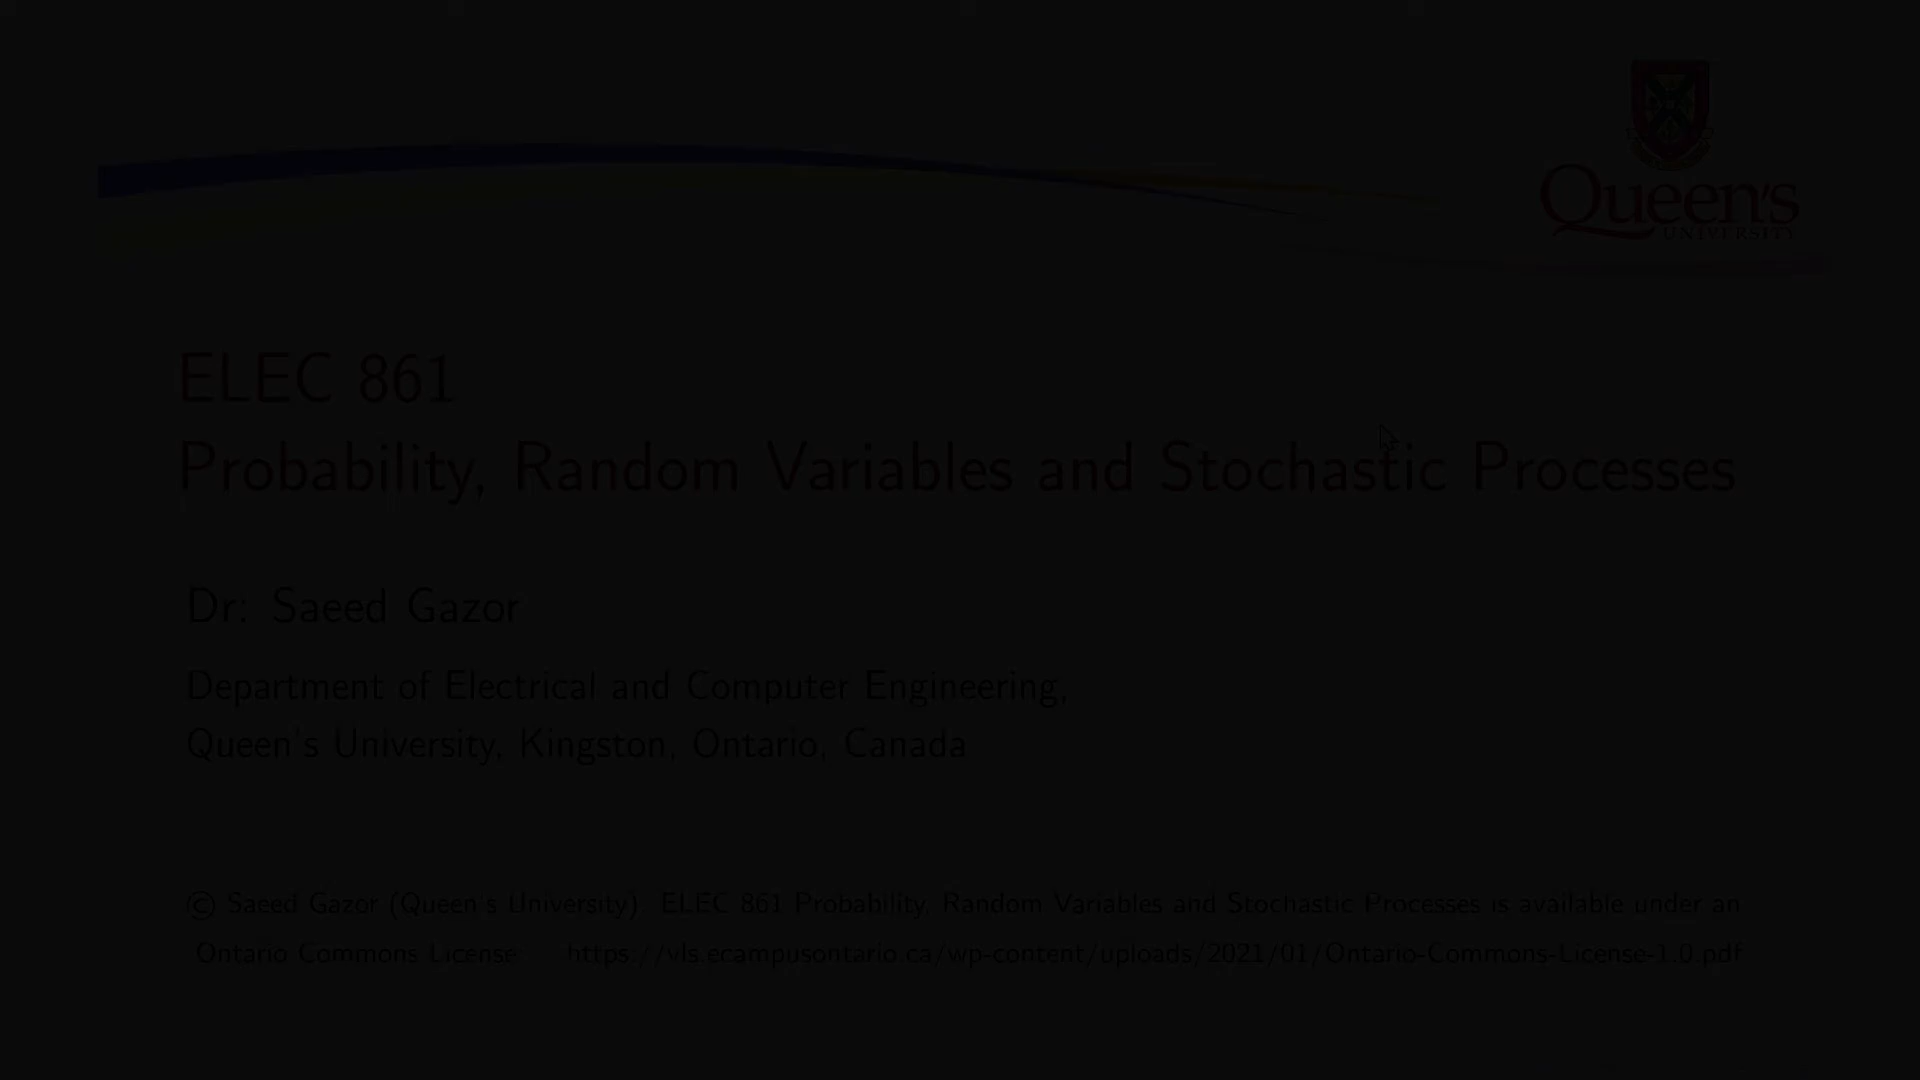 Queen's
UNIVERSITY
ELEC 861
Probability, Random Variables and Stochastic Processes
Dr: Saeed Gazor
Department of Electrical and Computer Engineering,
Queen's University, Kingston, Ontario, Canada
© Saeed Gazor (Queen's University). ELEC 861 Probability, Random Variables and Stochastic Processes is available under an
Ontario Commons License: https://vls.ecampusontario.ca/wp-content/uploads/2021/01/Ontario-Commons-License-1.0.pdf